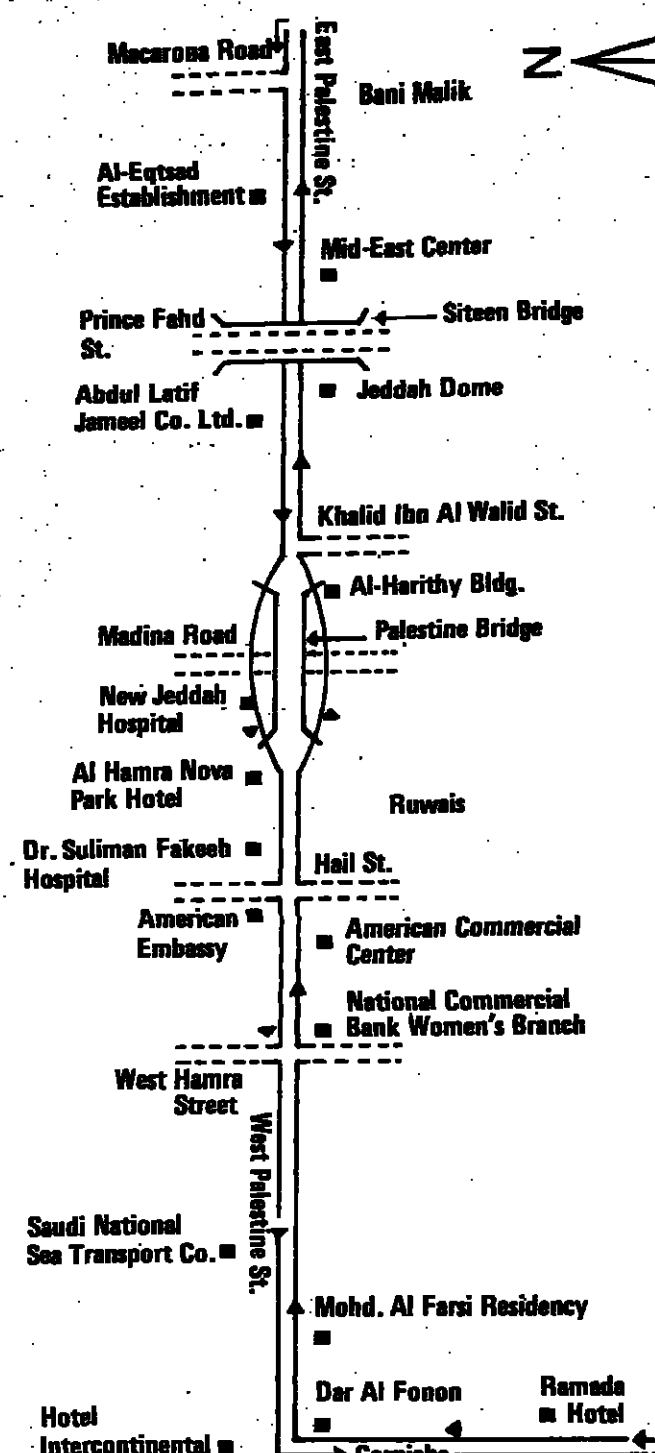 Macarona Road
East Palestine St.
N
Bani Malik
Al-Eqtsad
Establishment
Mid-East Center
Prince Fahd
St.
Siteen Bridge
Abdul Latif
Jameel Co. Ltd.
Jeddah Dome
Khalid Ibn Al Walid St.
Al-Harithy Bldg.
Madina Road
Palestine Bridge
New Jeddah
Hospital
Al Hamra Nova
Park Hotel
Ruwais
Dr. Suliman Fakeeh
Hospital
Hail St.
American
Embassy
American Commercial
Center
National Commercial
Bank Women's Branch
West Hamra
Street
West Palestine St.
Saudi National
Sea Transport Co.
Mohd. Al Farsi Residency
Dar Al Fonon
Ramada
Hotel
Hotel
Intercontinental
Corniche